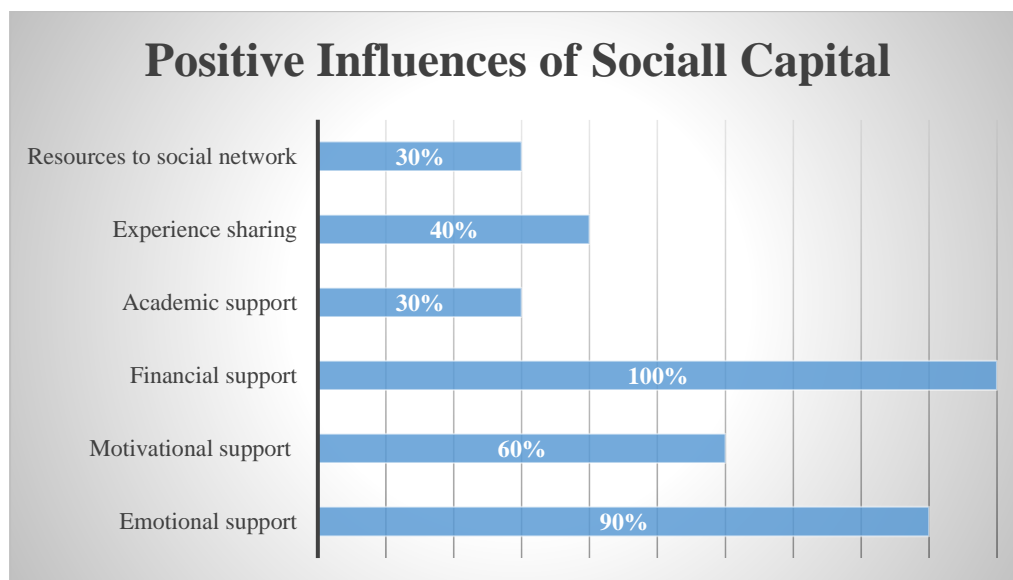 Positive Influences of Sociall Capital
Resources to social network 30%
Experience sharing 40%
Academic support 30%
Financial support 100%
Motivational support 60%
Emotional support 90%